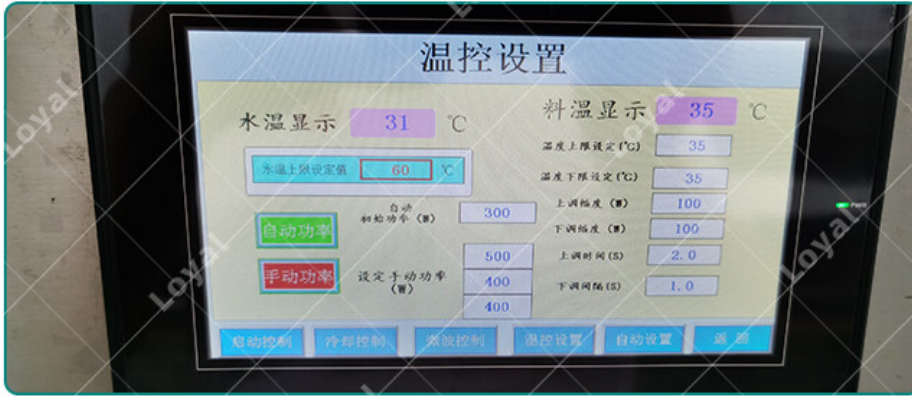 温控设置
水温显示 31 ℃
料温显示 35 ℃
水温上限设定值 60 ℃
温度上限设定(℃) 35
温度下限设定(℃) 35
自动
初始功率 (W) 300
上调幅度 (W) 100
下调幅度 (W) 100
自动功率
手动功率
设定手动功率
(W)
500
400
400
上调时间(S) 2.0
下调间隔(S) 1.0
启动控制 冷却控制 微波控制 温控设置 自动设置 返回
Loyal
Loyal
Loyal
Loyal
Loyal